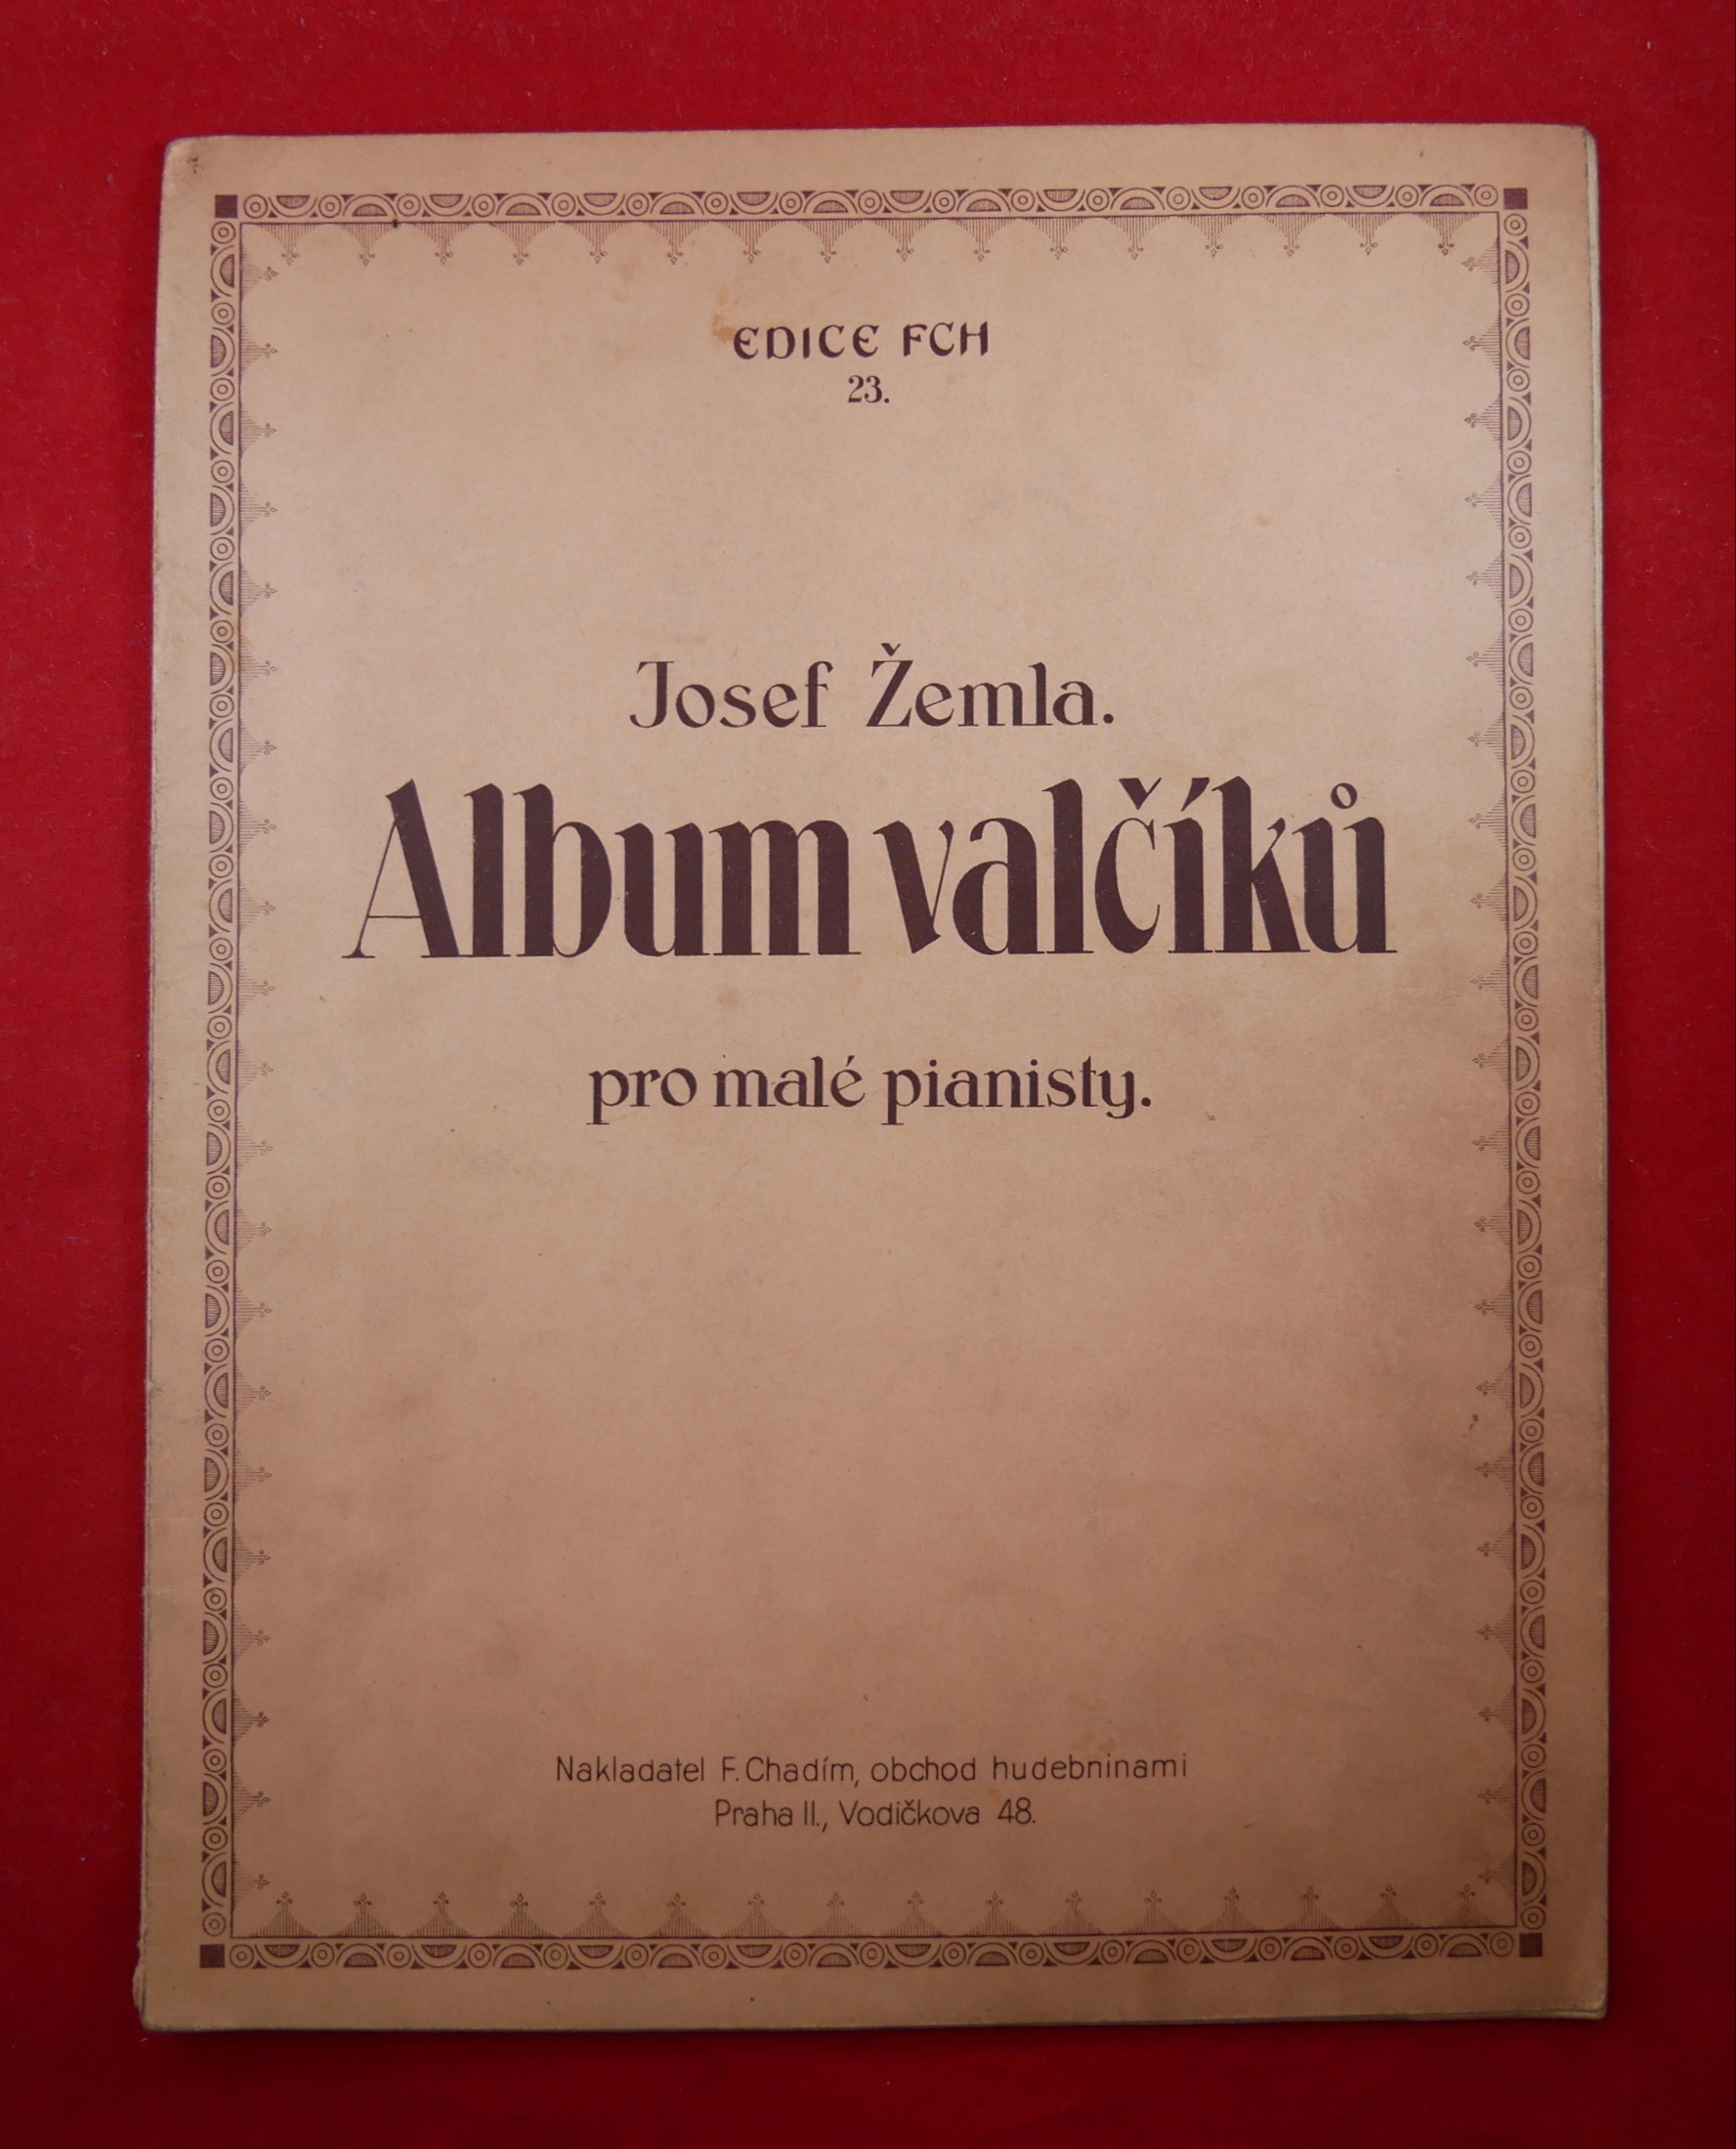 EDICE FCH
23.
Josef Žemla.
Album valčíků
pro malé pianisty.
Nakladatel F. Chadím, obchod hudebninami
Praha II., Vodičkova 48.